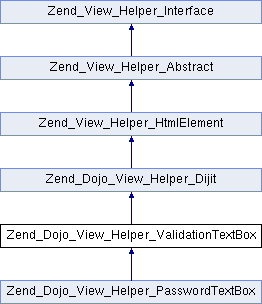 Zend_View_Helper_Interface
Zend_View_Helper_Abstract
Zend_View_Helper_HtmlElement
Zend_Dojo_View_Helper_Dijit
Zend_Dojo_View_Helper_ValidationTextBox
Zend_Dojo_View_Helper_PasswordTextBox